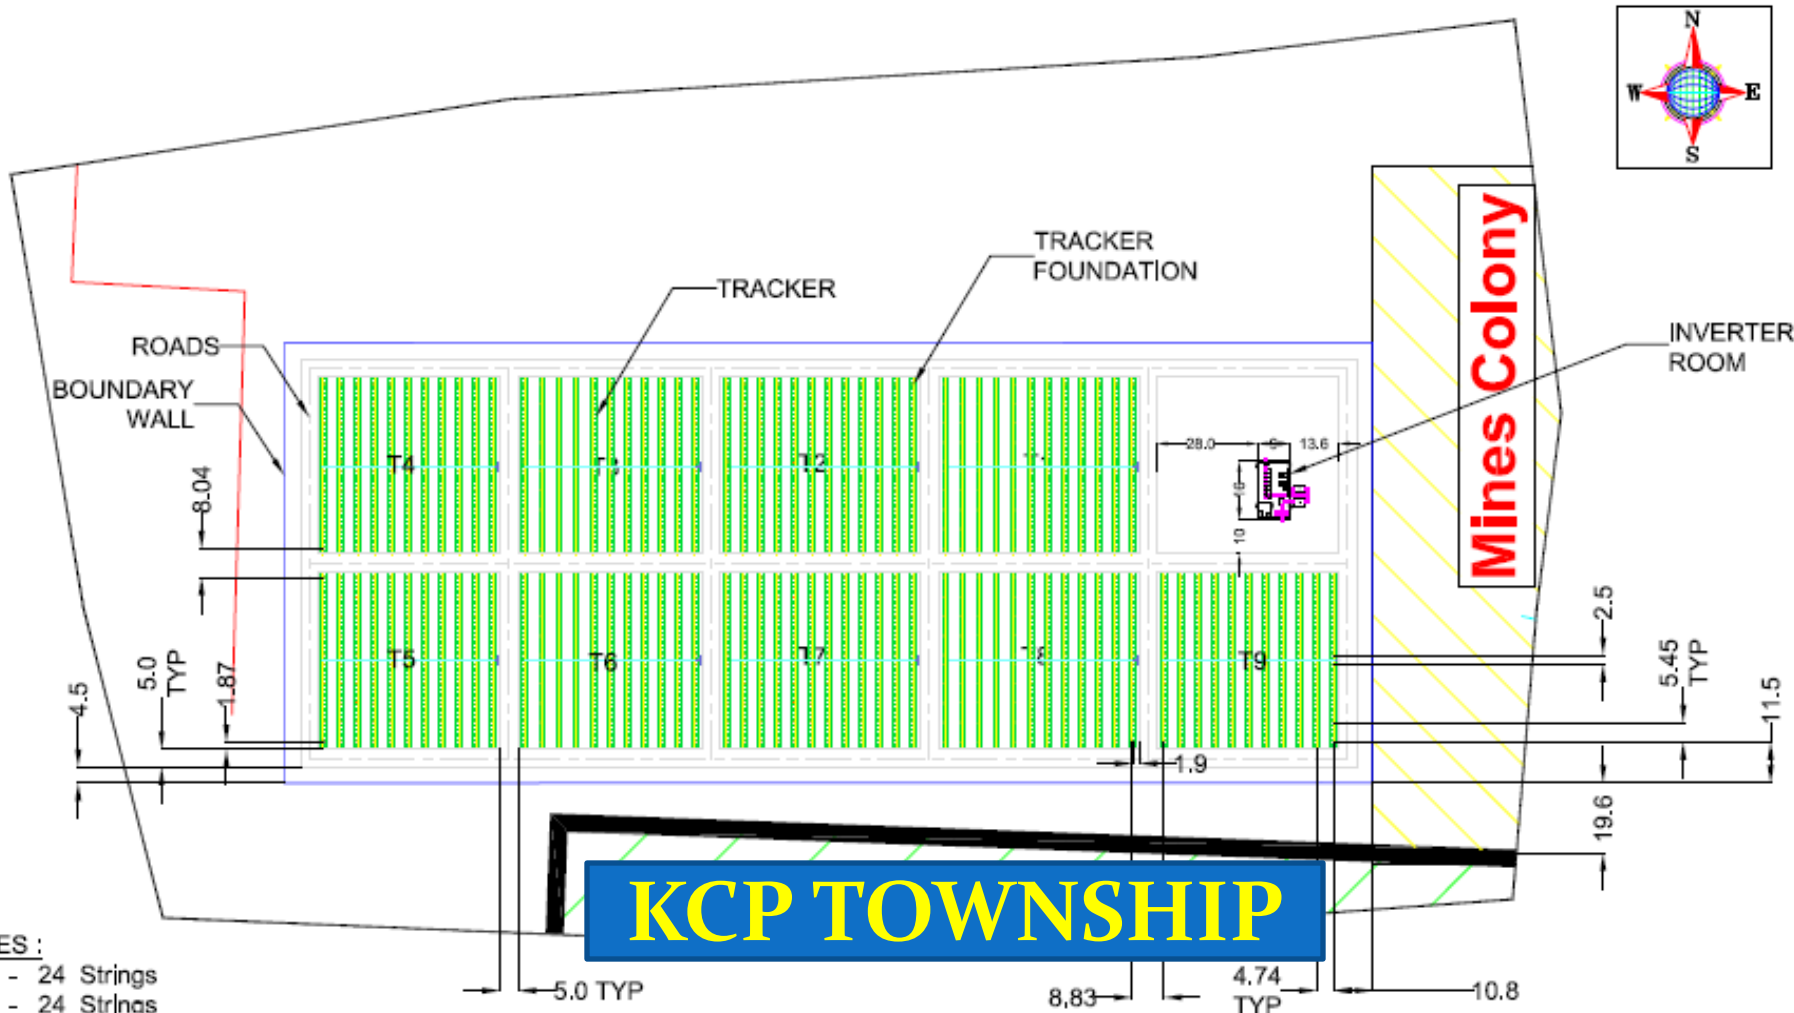 N
W
E
S
Mines Colony
TRACKER
FOUNDATION
TRACKER
INVERTER
ROOM
ROADS
BOUNDARY
WALL
T4
T2
28.0
13.6
8.04
10
T5
T6
T9
2.5
5.45
TYP
11.5
5.0
TYP
1.87
4.5
1.9
19.6
KCP TOWNSHIP
ES :
- 24 Strings
- 24 Strings
5.0 TYP
8.83
4.74
TYP
10.8